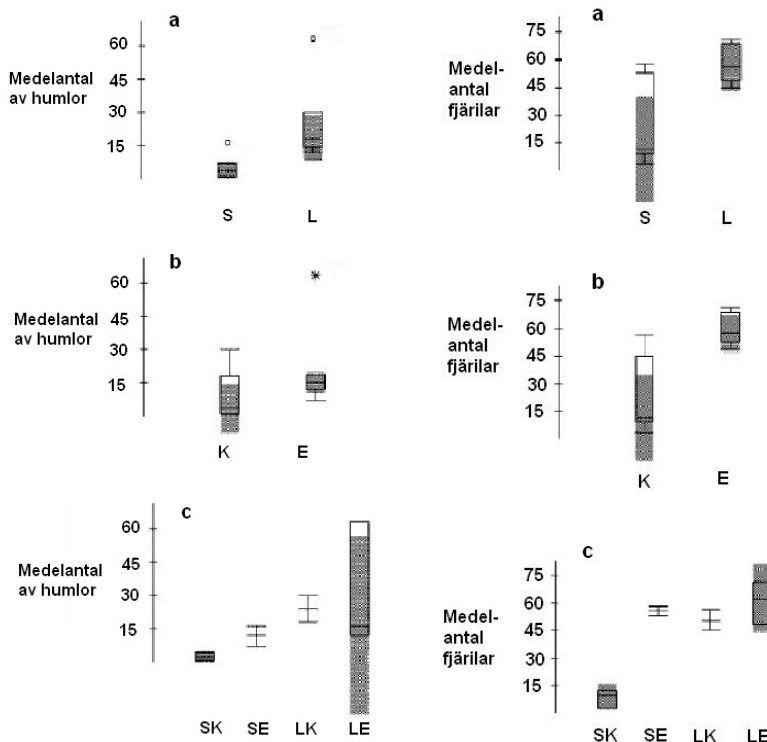 a
60
45
30
15
Medelantal
av humlor
S L
a
75
60
45
30
15
Medel-
antal
fjärilar
S L
b
60
45
30
15
Medelantal
av humlor
K E
b
75
60
45
30
15
Medel-
antal
fjärilar
K E
c
60
45
30
15
Medelantal
av humlor
SK SE LK LE
c
75
60
45
30
15
Medel-
antal
fjärilar
SK SE LK LE